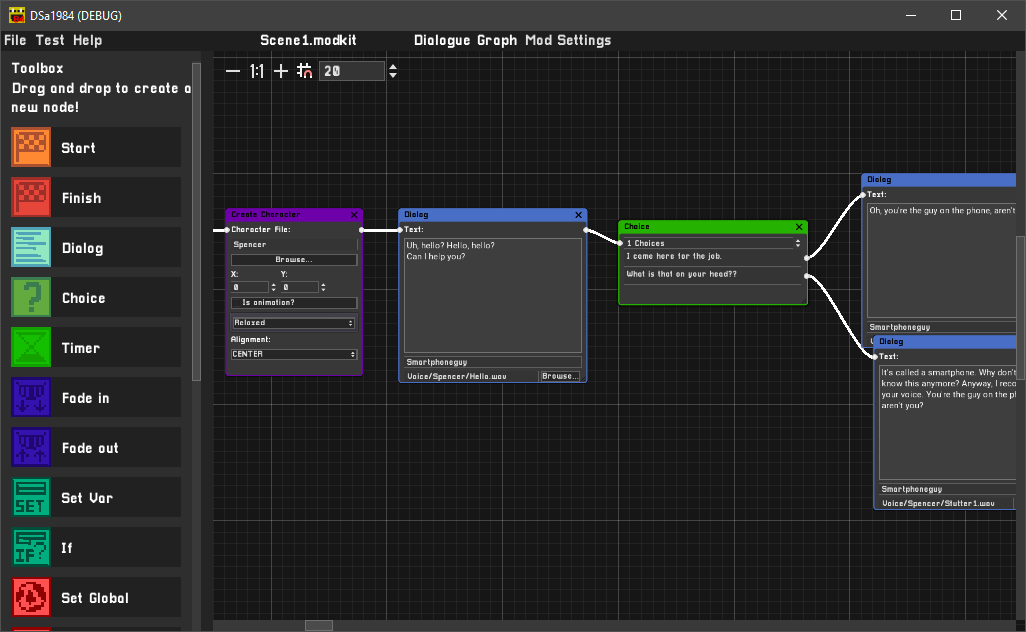 DSa1984 (DEBUG)
File Test Help
Scene1.modkit
Dialogue Graph Mod Settings
Toolbox
Drag and drop to create a
new node!
Start
Finish
Dialog
Choice
Timer
Fade in
Fade out
SET
Set Var
IF?
If
Set Global
1:1
20
Create Character
Character File:
Spencer
Browse...
X: Y:
0 0
Is animation?
Relaxed
Alignment:
CENTER
Dialog
Text:
Uh, hello? Hello, hello?
Can I help you?
Smartphoneguy
Voice/Spencer/Hello.wav Browse...
Choice
1 Choices
I came here for the job.
What is that on your head??
Dialog
Text:
Oh, you're the guy on the phone, aren't
Smartphoneguy
Dialog
Text:
It's called a smartphone. Why don't
know this anymore? Anyway, I reco
your voice. You're the guy on the ph
aren't you?
Smartphoneguy
Voice/Spencer/Stutter1.wav